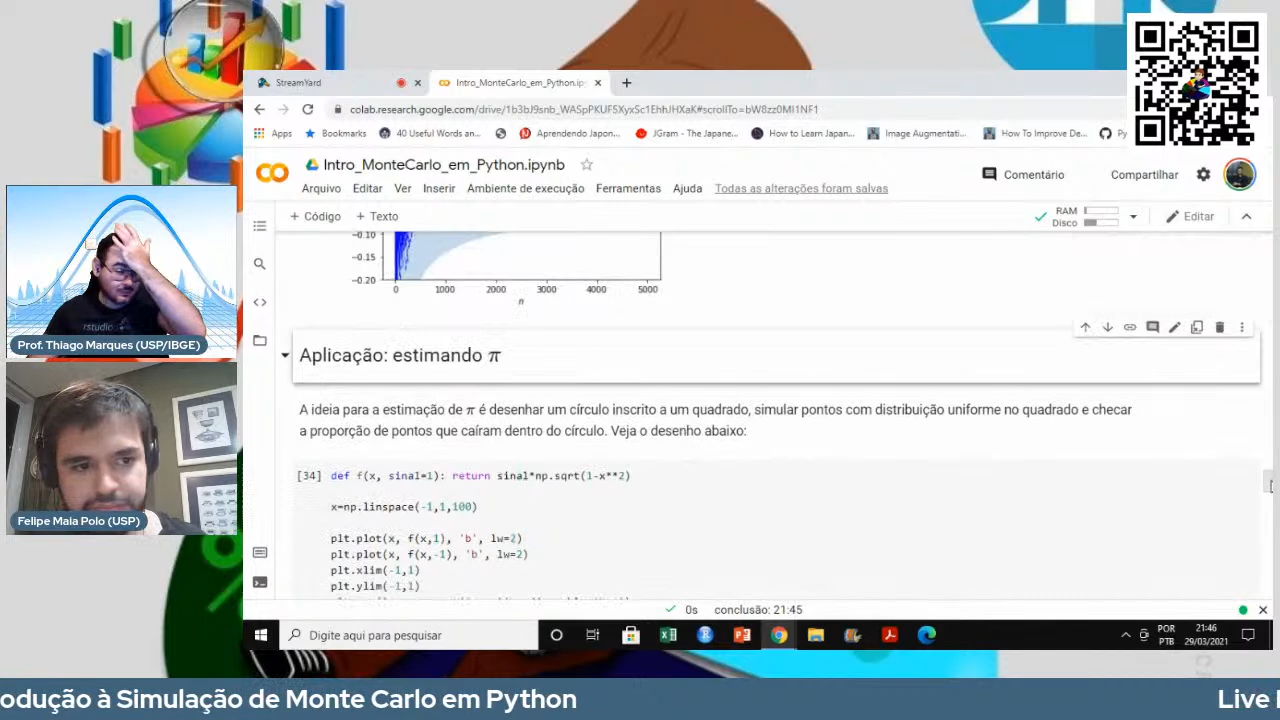 StreamYard
Intro_MonteCarlo_em_Python.ip
colab.research.google.com/drive/1b3bJ9snb_WASpPKUFSXyxSc1EhhJHXaK#scrollTo=bW8zz0MI1NF1
Apps
Bookmarks
40 Useful Words an...
Aprendendo Japon...
JGram - The Japane...
How to Learn Japan...
Image Augmentati...
How To Improve De...
Py
Intro_MonteCarlo_em_Python.ipynb
Comentário
Compartilhar
Arquivo Editar Ver Inserir Ambiente de execução Ferramentas Ajuda Todas as alterações foram salvas
+ Código + Texto
RAM
Disco
Editar
−0.10
−0.15
−0.20
0 1000 2000 3000 4000 5000
n
Aplicação: estimando π
A ideia para a estimação de π é desenhar um círculo inscrito a um quadrado, simular pontos com distribuição uniforme no quadrado e checar
a proporção de pontos que caíram dentro do círculo. Veja o desenho abaixo:
[34] def f(x, sinal=1): return sinal*np.sqrt(1-x**2)
x=np.linspace(-1,1,100)
plt.plot(x, f(x,1), 'b', lw=2)
plt.plot(x, f(x,-1), 'b', lw=2)
plt.xlim(-1,1)
plt.ylim(-1,1)
0s conclusão: 21:45
rstudio
Prof. Thiago Marques (USP/IBGE)
Felipe Maia Polo (USP)
Digite aqui para pesquisar
POR
PTB
21:46
29/03/2021
odução à Simulação de Monte Carlo em Python
Live